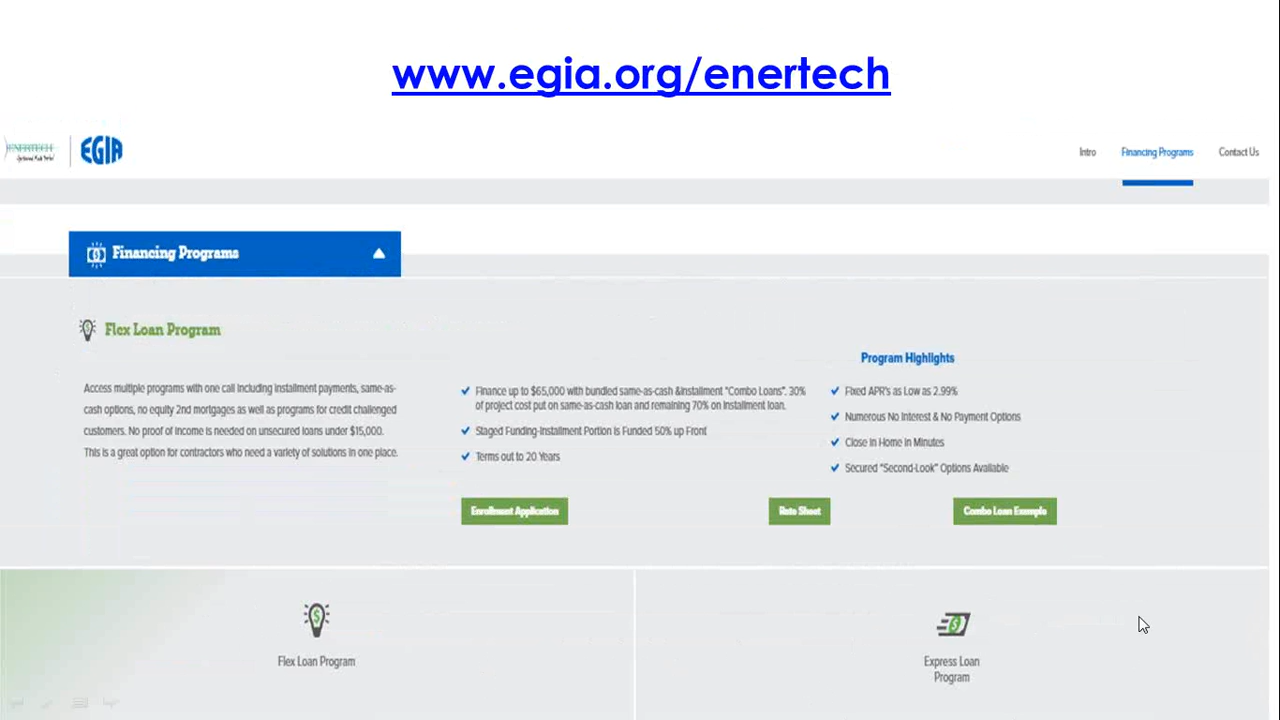 www.egia.org/enertech
ENERTECH
EGIA
Intro
Financing Programs
Contact Us
Financing Programs
Flex Loan Program
Access multiple programs with one call including installment payments, same-as-
cash options, no equity 2nd mortgages as well as programs for credit challenged
customers. No proof of income is needed on unsecured loans under $15,000.
This is a great option for contractors who need a variety of solutions in one place.
Finance up to $65,000 with bundled same-as-cash &installment "Combo Loans". 30%
of project cost put on same-as-cash loan and remaining 70% on installment loan.
Staged Funding-Installment Portion is Funded 50% up Front
Terms out to 20 Years
Program Highlights
Fixed APR's as Low as 2.99%
Numerous No Interest & No Payment Options
Close in Home in Minutes
Secured "Second-Look" Options Available
Enrollment Application
Rate Sheet
Combo Loan Example
Flex Loan Program
Express Loan
Program